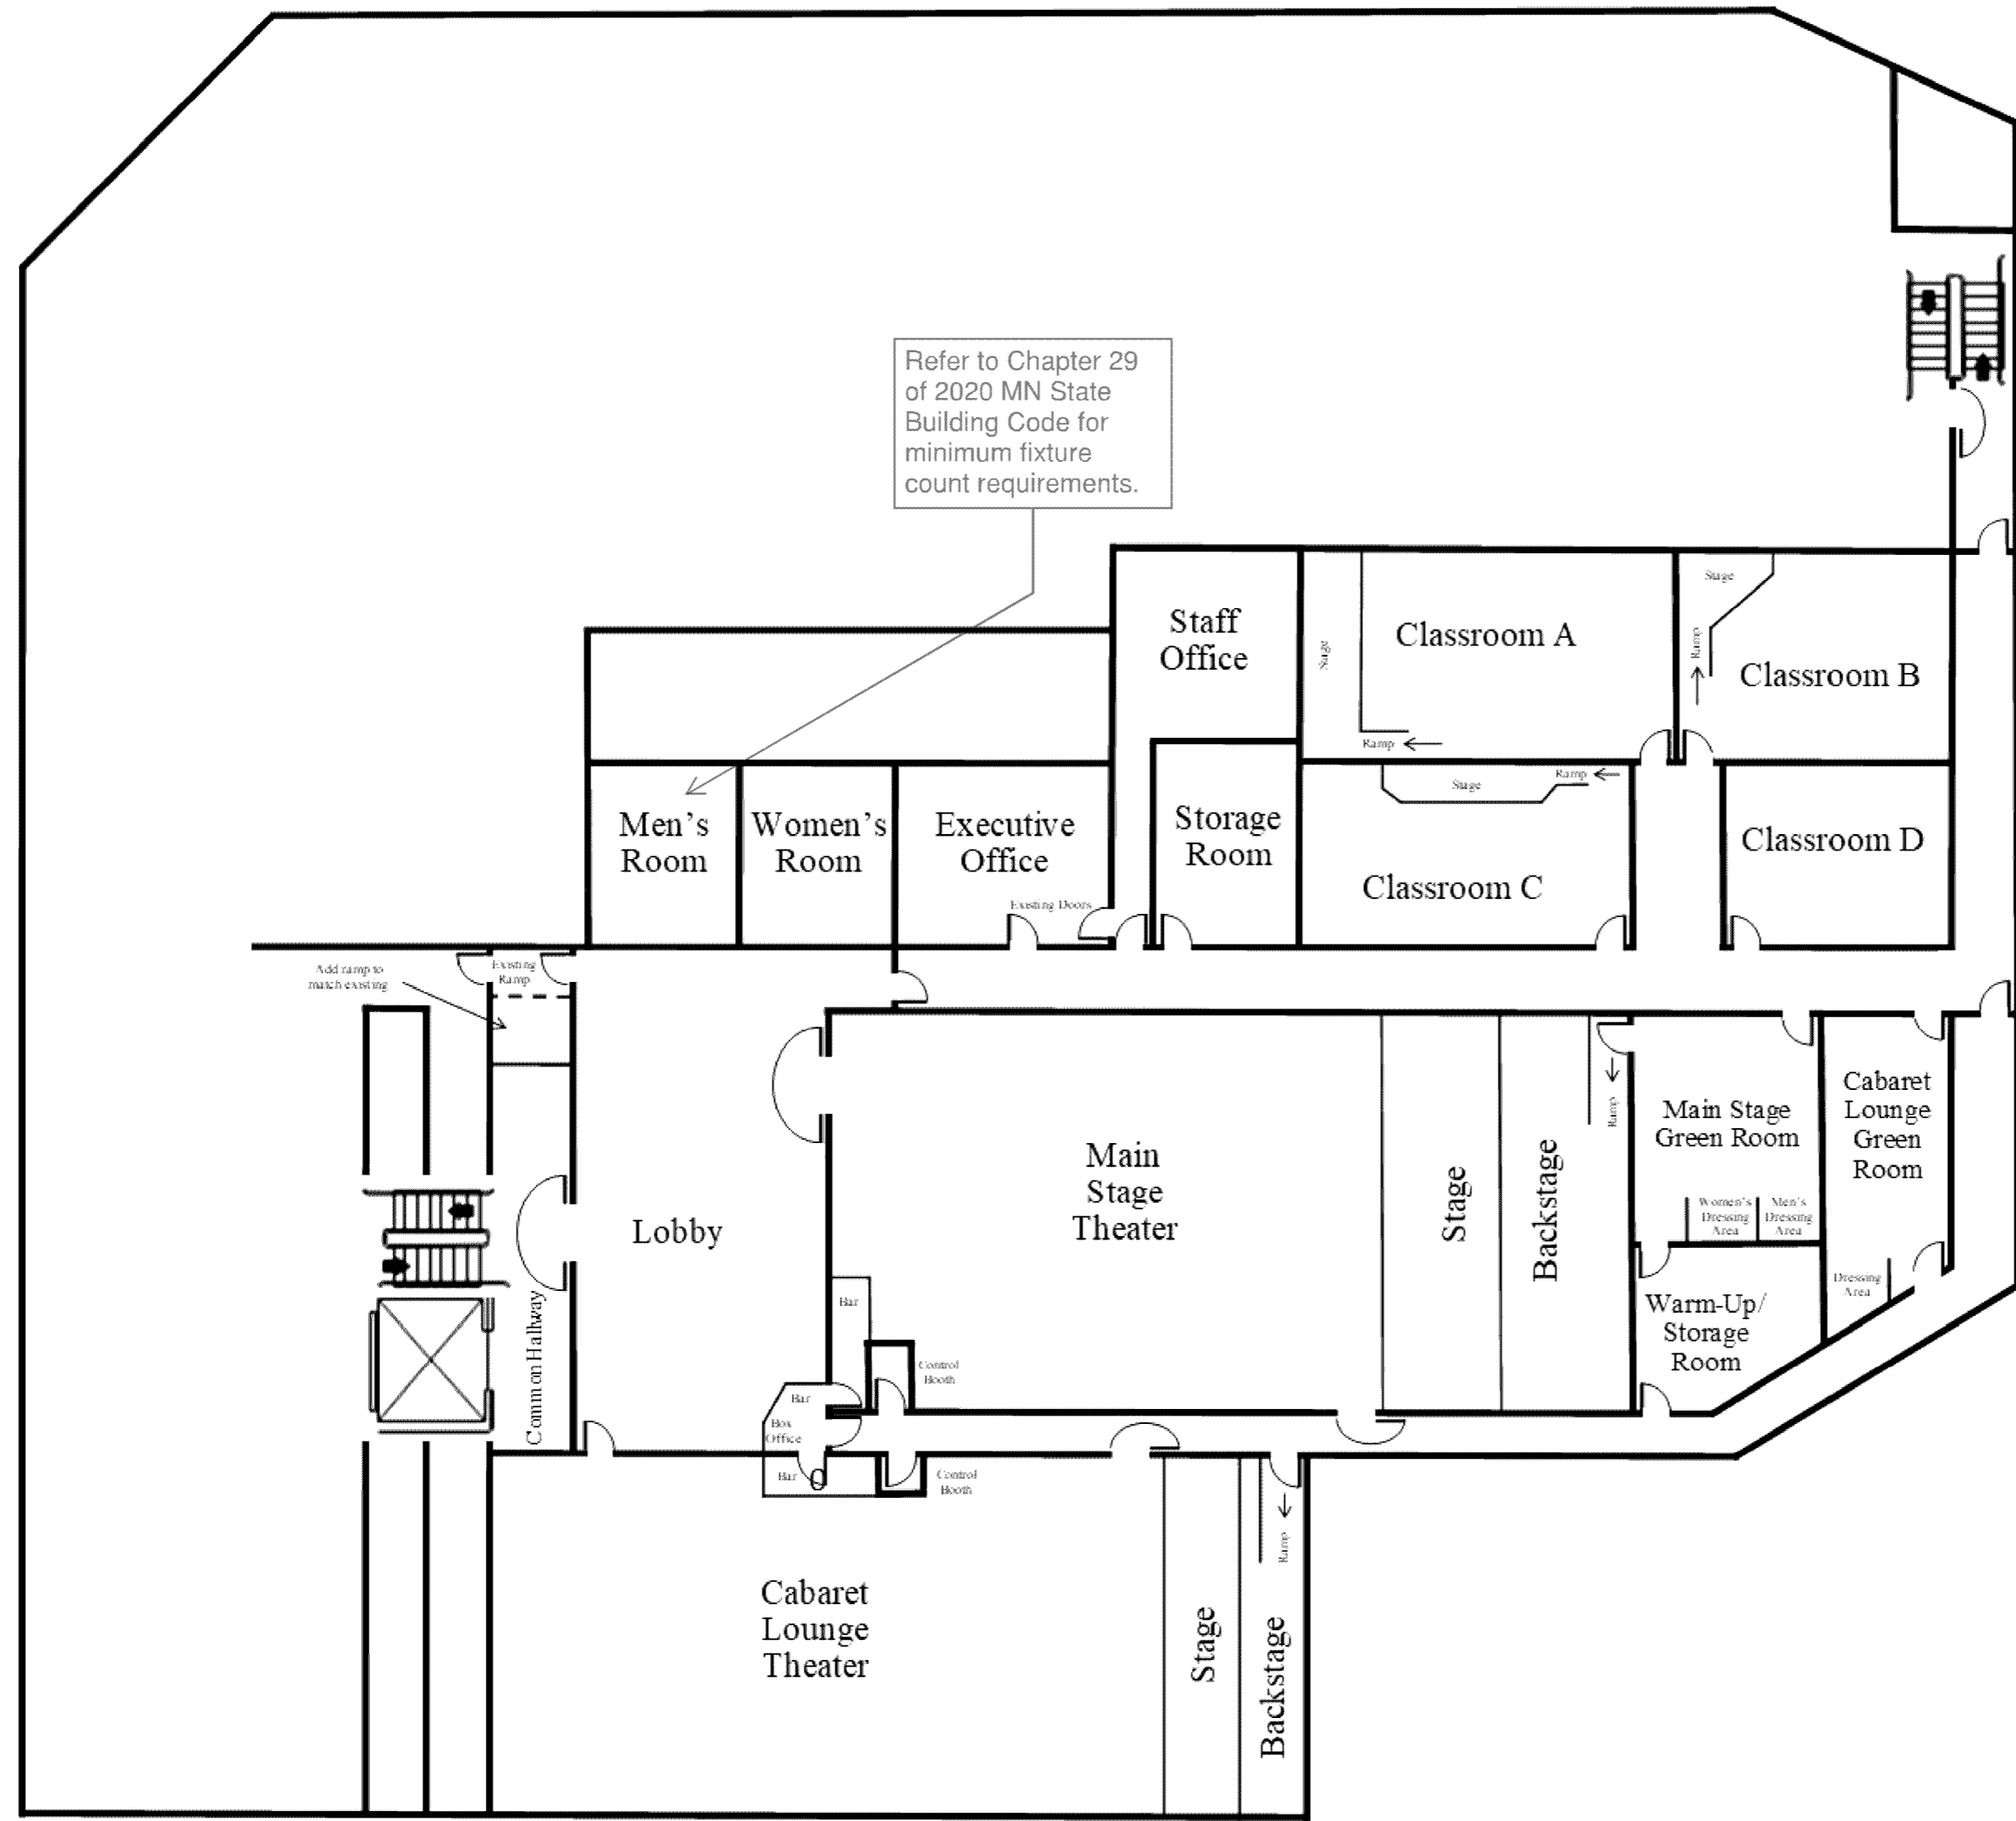 Refer to Chapter 29
of 2020 MN State
Building Code for
minimum fixture
count requirements.
Staff
Office
Stage
Classroom A
Ramp
Stage
Ramp
Classroom B
Men's
Room
Women's
Room
Executive
Office
Existing Doors
Storage
Room
Stage
Ramp
Classroom C
Classroom D
Add ramp to
match existing
Existing
Ramp
Lobby
Common Hallway
Main
Stage
Theater
Stage
Backstage
Ramp
Main Stage
Green Room
Women's
Dressing
Area
Men's
Dressing
Area
Cabaret
Lounge
Green
Room
Dressing
Area
Warm-Up/
Storage
Room
Bar
Control
Booth
Bar
Box
Office
Bar
Control
Booth
Cabaret
Lounge
Theater
Stage
Backstage
Ramp